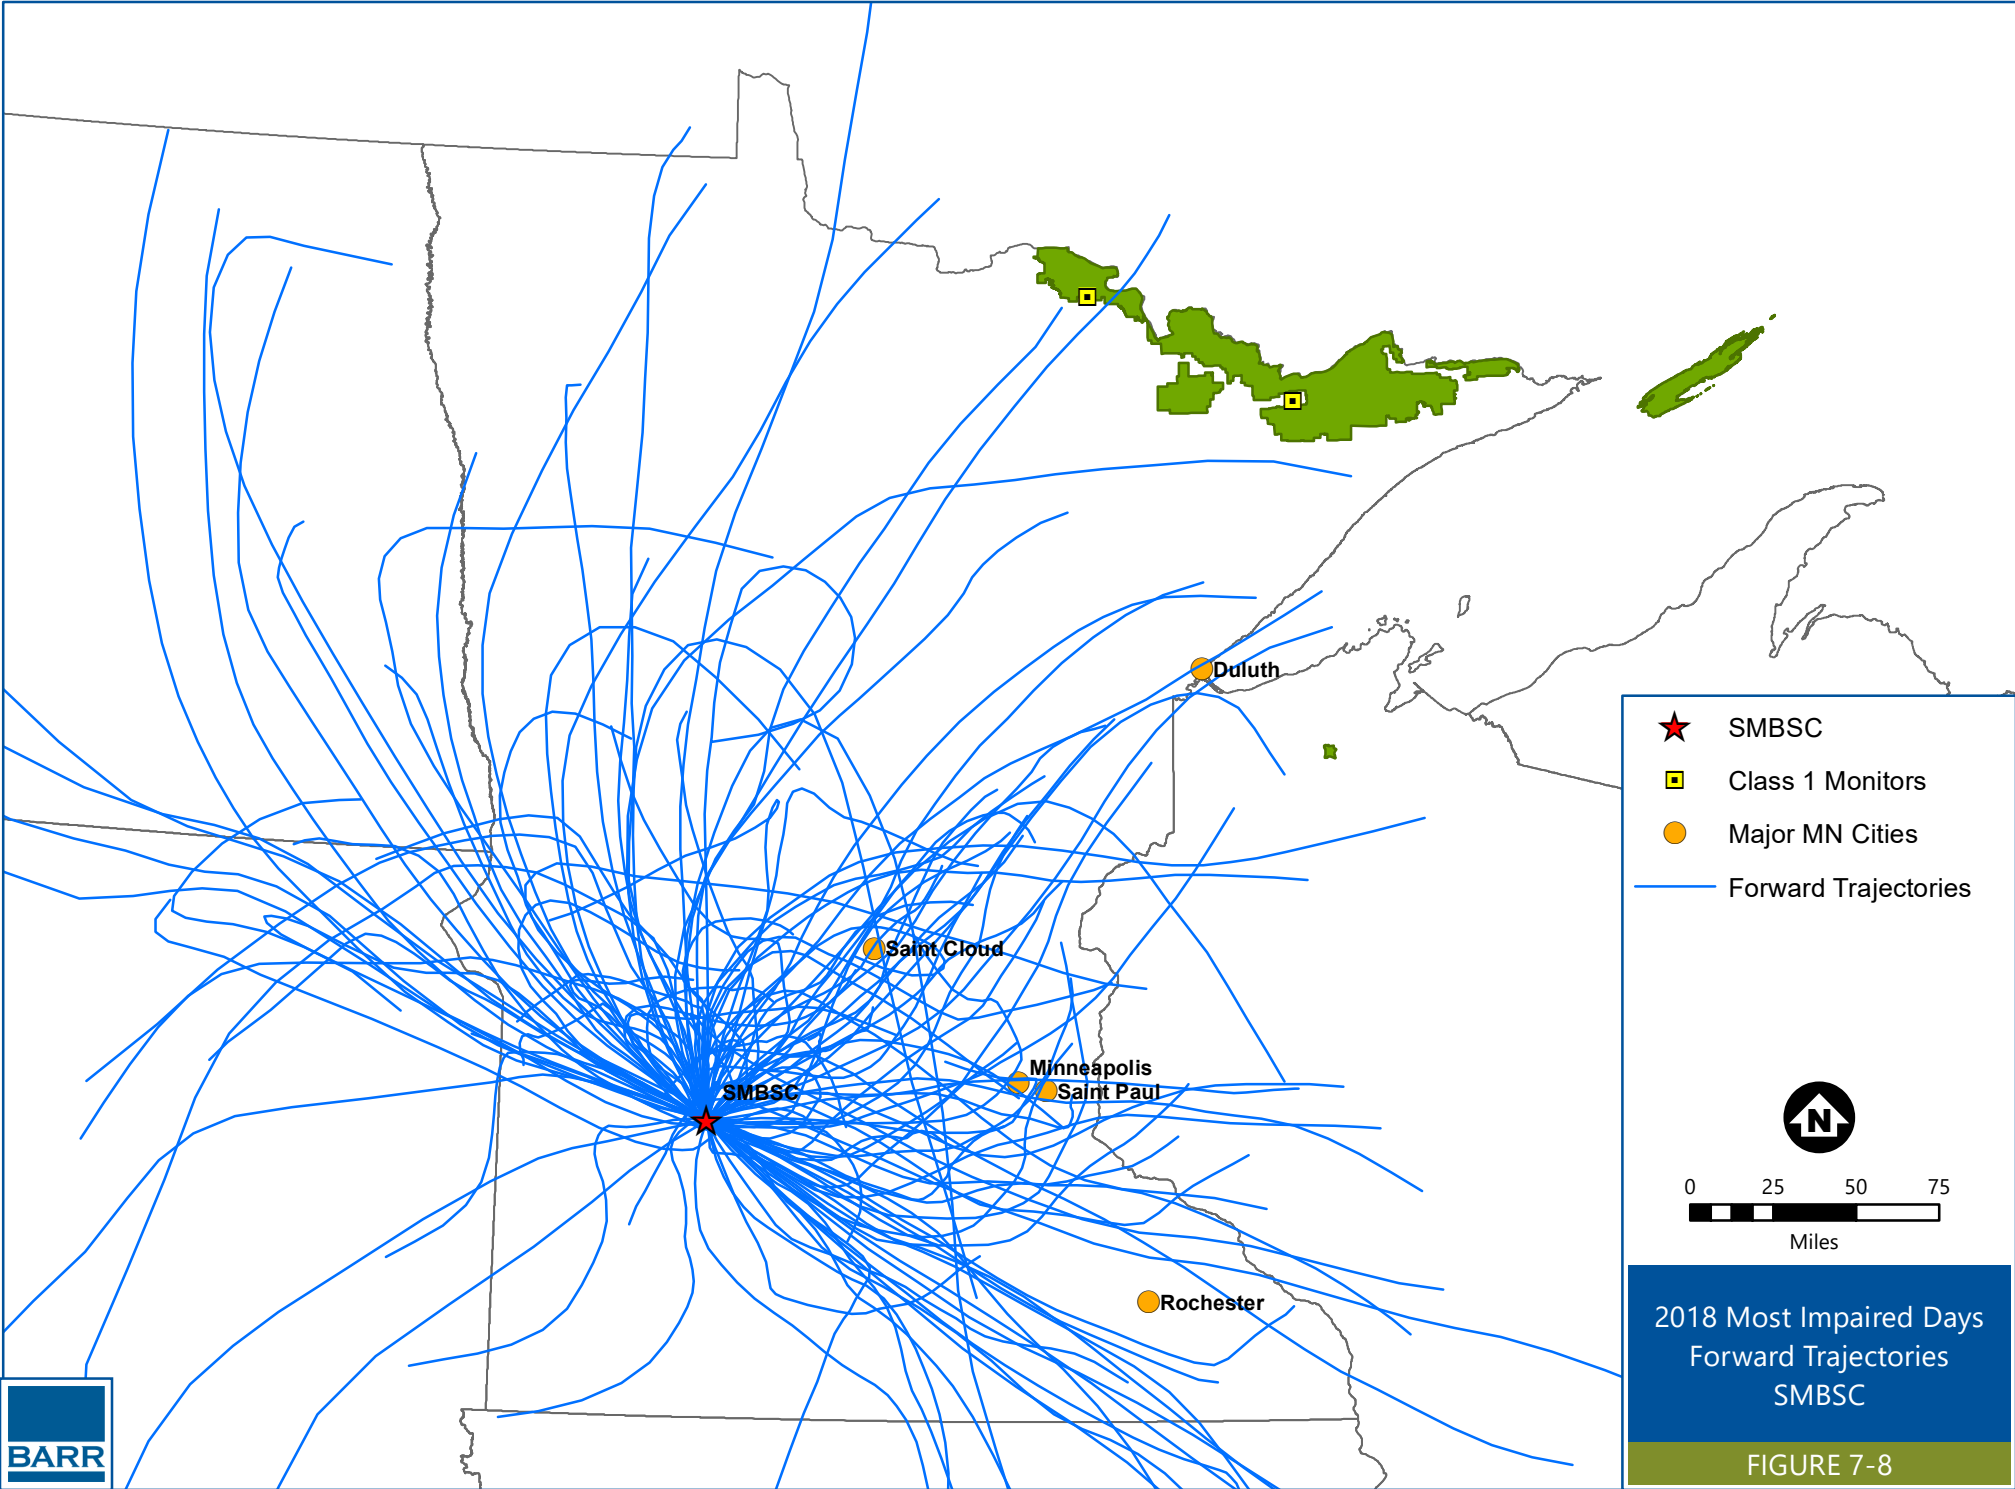 Duluth
Saint Cloud
Minneapolis
Saint Paul
SMBSC
Rochester
SMBSC
Class 1 Monitors
Major MN Cities
Forward Trajectories
N
0 25 50 75
Miles
2018 Most Impaired Days
Forward Trajectories
SMBSC
FIGURE 7-8
BARR